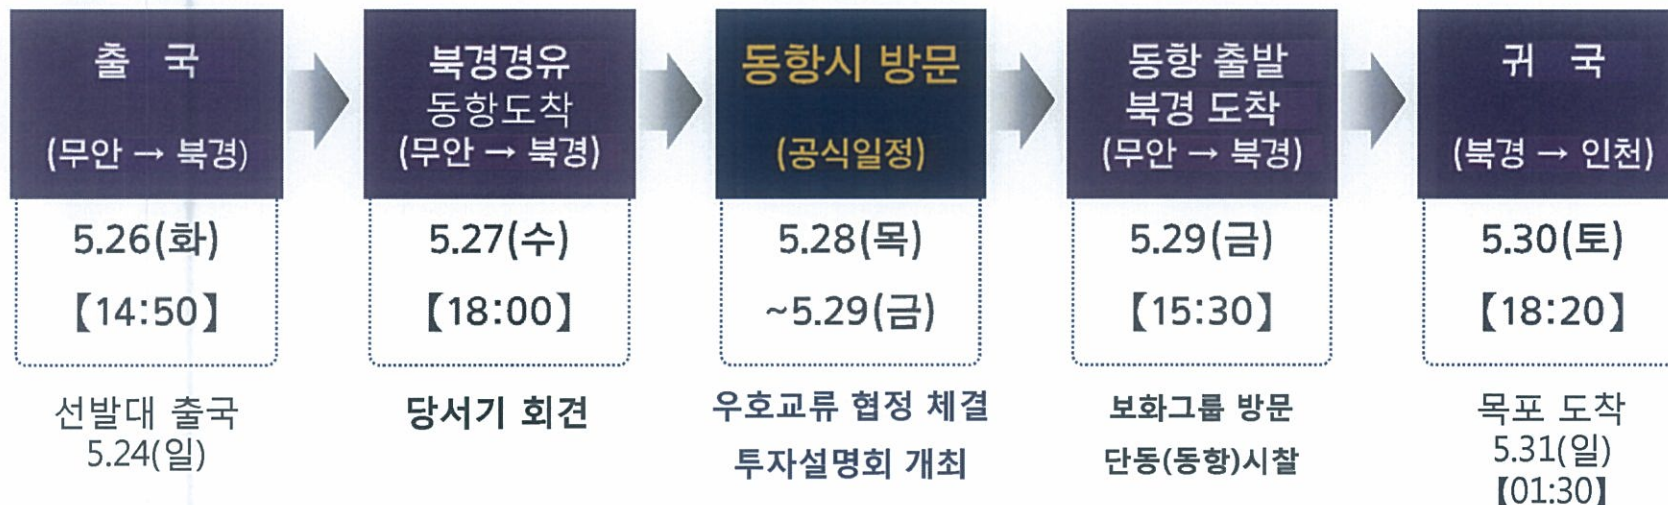 출 국
(무안 → 북경)
5.26(화)
【14:50】
선발대 출국
5.24(일)
북경경유
동항도착
(무안 → 북경)
5.27(수)
【18:00】
당서기 회견
동항시 방문
(공식일정)
5.28(목)
~5.29(금)
우호교류 협정 체결
투자설명회 개최
동항 출발
북경 도착
(무안 → 북경)
5.29(금)
【15:30】
보화그룹 방문
단동(동항)시찰
귀 국
(북경 → 인천)
5.30(토)
【18:20】
목포 도착
5.31(일)
【01:30】